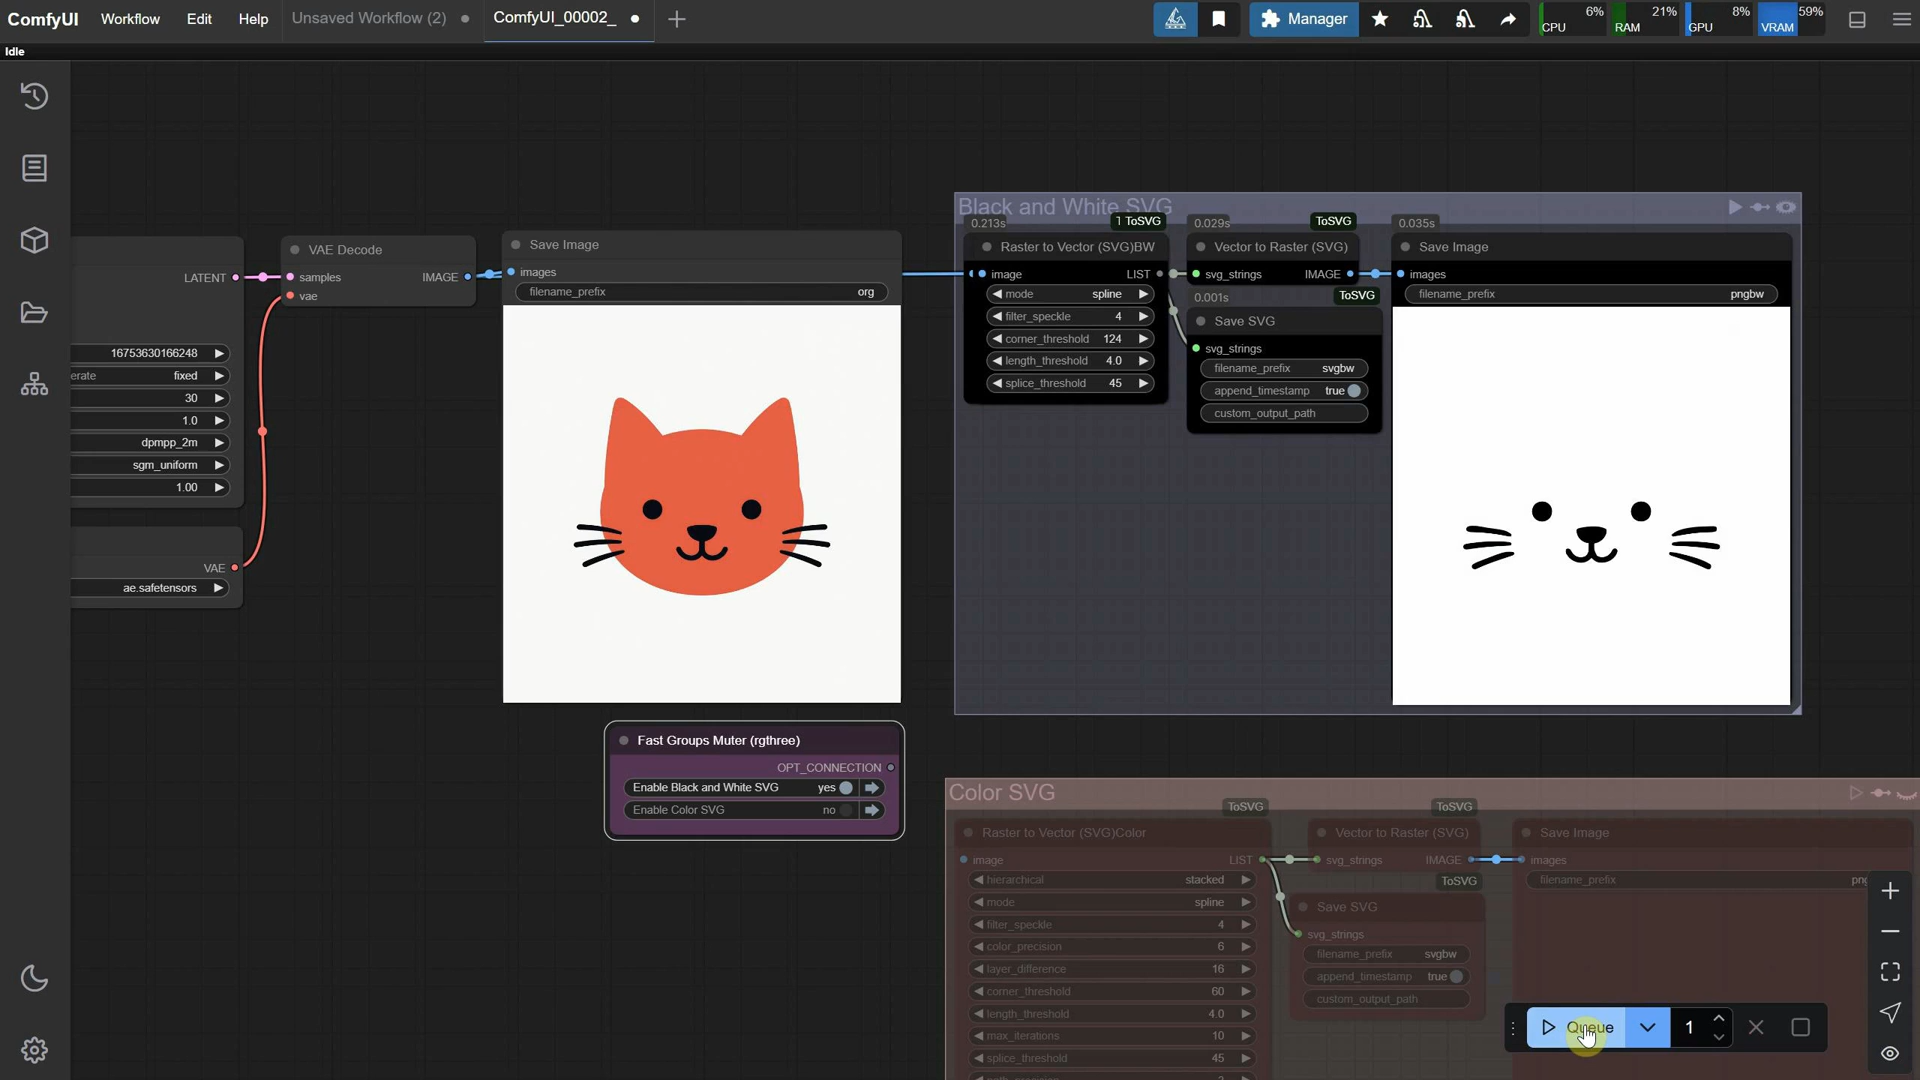 ComfyUI Workflow Edit Help Unsaved Workflow (2) ComfyUI_00002_ Manager CPU 6% RAM 21% GPU 8% VRAM 59%
Idle
LATENT
16753630166248
erate fixed
30
1.0
dpmpp_2m
sgm_uniform
1.00
VAE
ae.safetensors
VAE Decode
samples IMAGE
vae
Save Image
images
filename_prefix org
Black and White SVG
0.213s ToSVG
Raster to Vector (SVG)BW
image LIST
mode spline
filter_speckle 4
corner_threshold 124
length_threshold 4.0
splice_threshold 45
0.029s ToSVG
Vector to Raster (SVG)
svg_strings IMAGE
0.001s ToSVG
Save SVG
svg_strings
filename_prefix svgbw
append_timestamp true
custom_output_path
0.035s
Save Image
images
filename_prefix pngbw
Fast Groups Muter (rgthree)
OPT_CONNECTION
Enable Black and White SVG yes
Enable Color SVG no
Color SVG
ToSVG
Raster to Vector (SVG)Color
image LIST
hierarchical stacked
mode spline
filter_speckle 4
color_precision 6
layer_difference 16
corner_threshold 60
length_threshold 4.0
max_iterations 10
splice_threshold 45
ToSVG
Vector to Raster (SVG)
svg_strings IMAGE
ToSVG
Save SVG
svg_strings
filename_prefix svgbw
append_timestamp true
custom_output_path
Save Image
images
filename_prefix
Queue 1